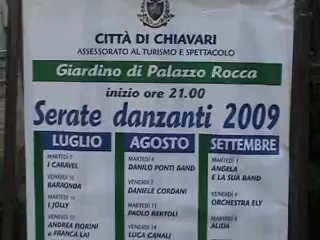 CITTÀ DI CHIAVARI
ASSESSORATO AL TURISMO E SPETTACOLO
Giardino di Palazzo Rocca
inizio ore 21.00
Serate danzanti 2009
LUGLIO AGOSTO SETTEMBRE
MARTEDÌ 7 MARTEDÌ 4 MARTEDÌ 1
I CARAVEL DANILO PONTI BAND ANGELA
E LA SUA BAND
VENERDÌ 10 VENERDÌ 7 VENERDÌ 4
BARAONDA DANIELE CORDANI ORCHESTRA ELY
MARTEDÌ 14 MARTEDÌ 11 MARTEDÌ 8
I JOLLY PAOLO BERTOLI ALIDA
VENERDÌ 17 VENERDÌ 14
ANDREA FIORINI LUCA CANALI
e FRANCA LAI